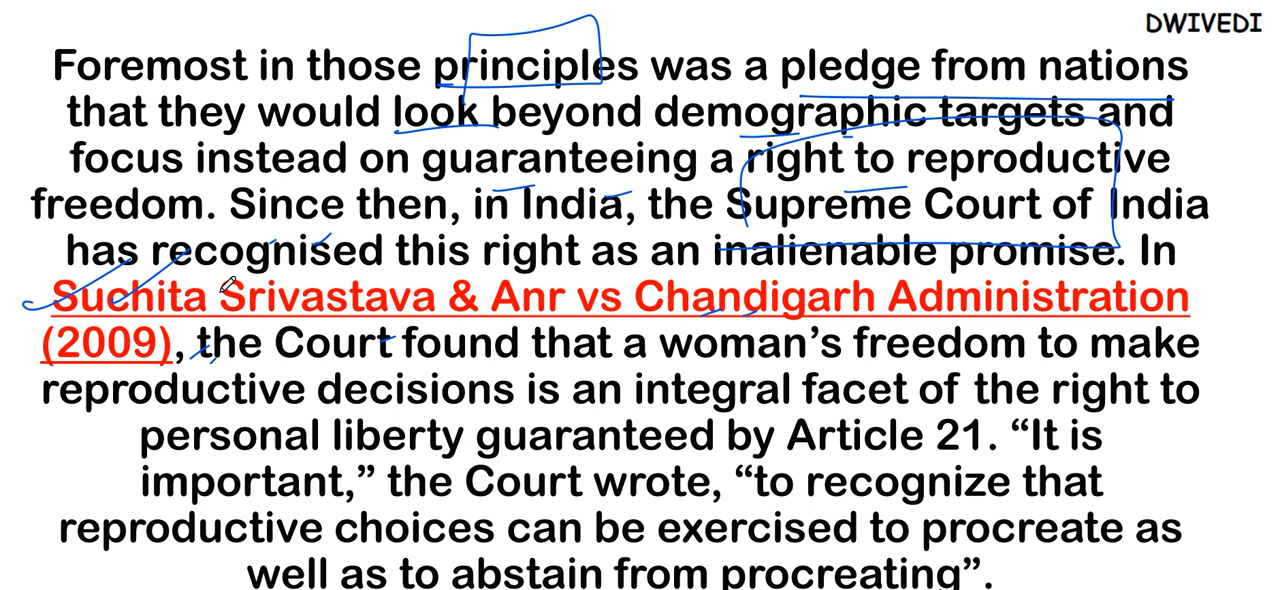 DWIVEDI
Foremost in those principles was a pledge from nations
that they would look beyond demographic targets and
focus instead on guaranteeing a right to reproductive
freedom. Since then, in India, the Supreme Court of India
has recognised this right as an inalienable promise. In
Suchita Srivastava & Anr vs Chandigarh Administration
(2009), the Court found that a woman’s freedom to make
reproductive decisions is an integral facet of the right to
personal liberty guaranteed by Article 21. “It is
important,” the Court wrote, “to recognize that
reproductive choices can be exercised to procreate as
well as to abstain from procreating”.